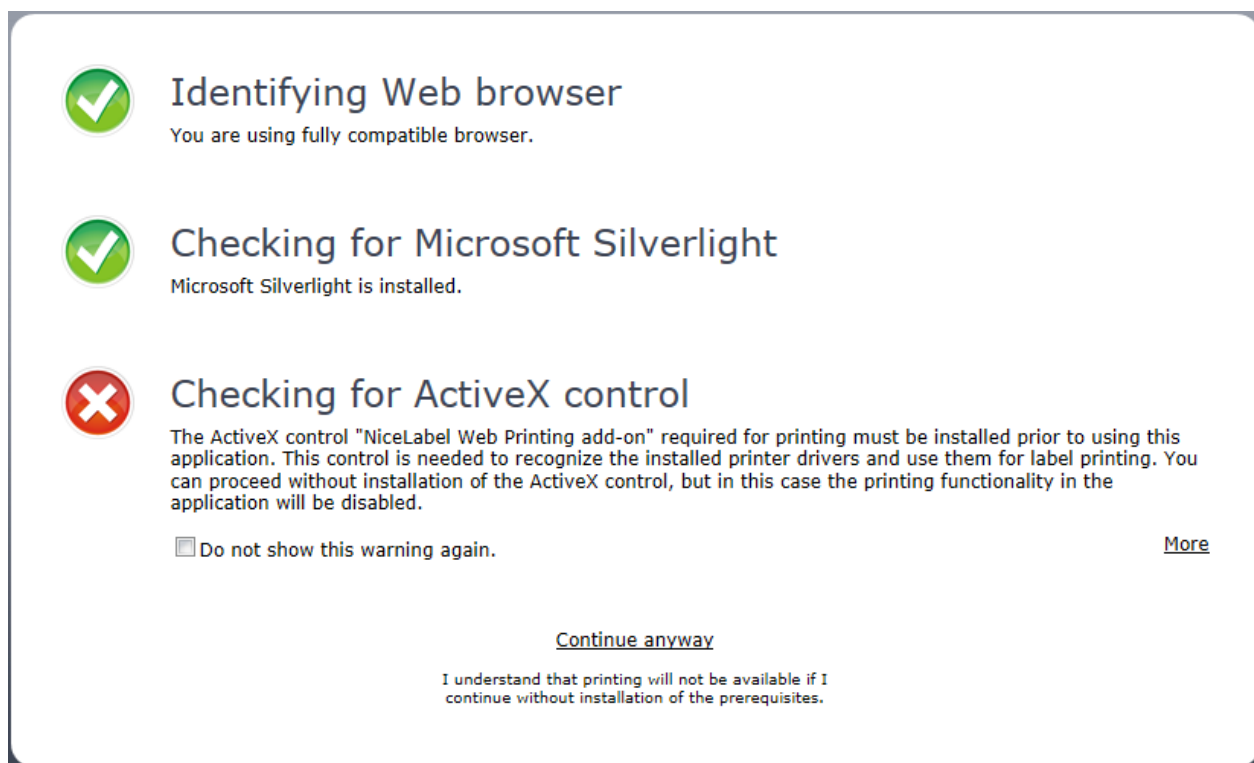 Identifying Web browser
You are using fully compatible browser.
Checking for Microsoft Silverlight
Microsoft Silverlight is installed.
Checking for ActiveX control
The ActiveX control "NiceLabel Web Printing add-on" required for printing must be installed prior to using this
application. This control is needed to recognize the installed printer drivers and use them for label printing. You
can proceed without installation of the ActiveX control, but in this case the printing functionality in the
application will be disabled.
Do not show this warning again.
More
Continue anyway
I understand that printing will not be available if I
continue without installation of the prerequisites.